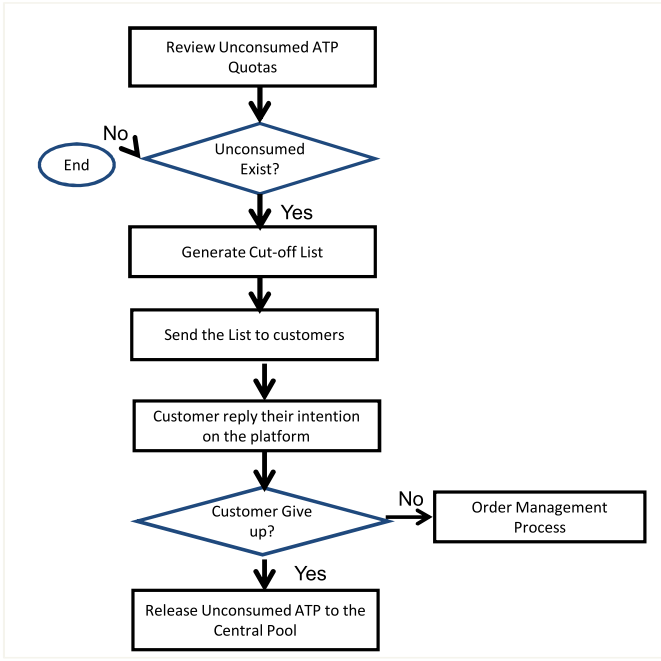 Review Unconsumed ATP
Quotas
No
End
Unconsumed
Exist?
Yes
Generate Cut-off List
Send the List to customers
Customer reply their intention
on the platform
Customer Give
up?
No
Order Management
Process
Yes
Release Unconsumed ATP to the
Central Pool